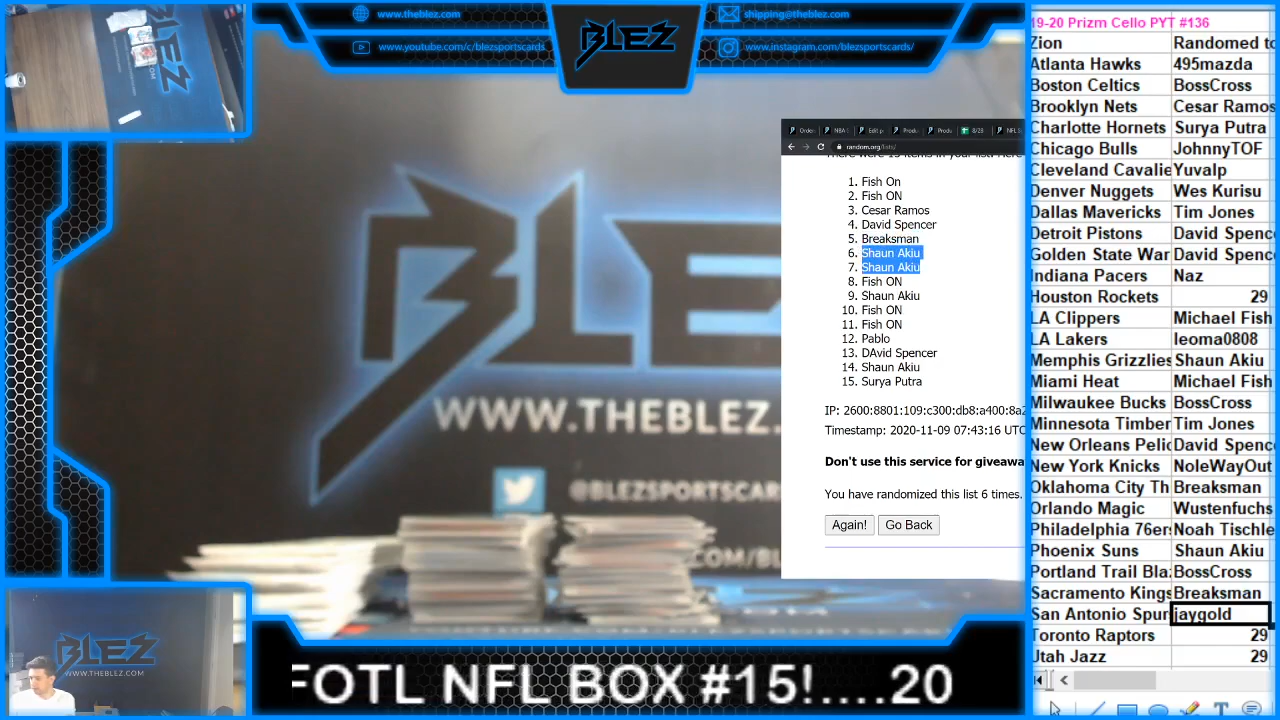 www.theblez.com
shipping@theblez.com
www.youtube.com/c/blezsportscards
www.instagram.com/blezsportscards/
BLEZ
BLEZ
WWW.THEBLEZ.
@BLEZSPORTSCARDS
.COM/BL
random.org/lists/
1. Fish On
2. Fish ON
3. Cesar Ramos
4. David Spencer
5. Breaksman
6. Shaun Akiu
7. Shaun Akiu
8. Fish ON
9. Shaun Akiu
10. Fish ON
11. Fish ON
12. Pablo
13. DAvid Spencer
14. Shaun Akiu
15. Surya Putra
IP: 2600:8801:109:c300:db8:a400:8a2
Timestamp: 2020-11-09 07:43:16 UTC
Don't use this service for giveawa
You have randomized this list 6 times.
Again! Go Back
19-20 Prizm Cello PYT #136
Zion Randomed to
Atlanta Hawks 495mazda
Boston Celtics BossCross
Brooklyn Nets Cesar Ramos
Charlotte Hornets Surya Putra
Chicago Bulls JohnnyTOF
Cleveland Cavalie Yuvalp
Denver Nuggets Wes Kurisu
Dallas Mavericks Tim Jones
Detroit Pistons David Spenc
Golden State War David Spenc
Indiana Pacers Naz
Houston Rockets 29
LA Clippers Michael Fish
LA Lakers leoma0808
Memphis Grizzlies Shaun Akiu
Miami Heat Michael Fish
Milwaukee Bucks BossCross
Minnesota Timber Tim Jones
New Orleans Pelic David Spenc
New York Knicks NoleWayOut
Oklahoma City Th Breaksman
Orlando Magic Wustenfuchs
Philadelphia 76ers Noah Tischle
Phoenix Suns Shaun Akiu
Portland Trail Bla BossCross
Sacramento Kings Breaksman
San Antonio Spur jaygold
Toronto Raptors 29
Utah Jazz 29
BLEZ
WWW.THEBLEZ.COM
FOTL NFL BOX #15!....20